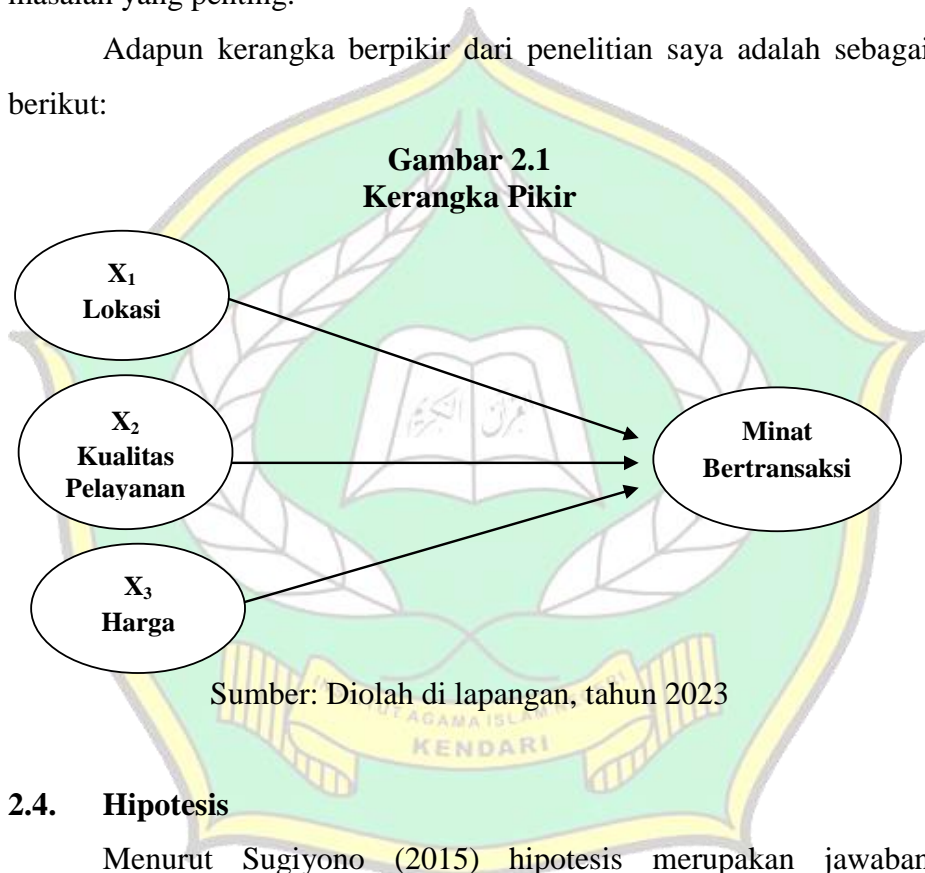 masalah yang penting.
Adapun kerangka berpikir dari penelitian saya adalah sebagai
berikut:
Gambar 2.1
Kerangka Pikir
X₁
Lokasi
X₂
Kualitas
Pelayanan
X₃
Harga
Minat
Bertransaksi
Sumber: Diolah di lapangan, tahun 2023
AGAMA ISLAM
KENDARI
2.4. Hipotesis
Menurut Sugiyono (2015) hipotesis merupakan jawaban